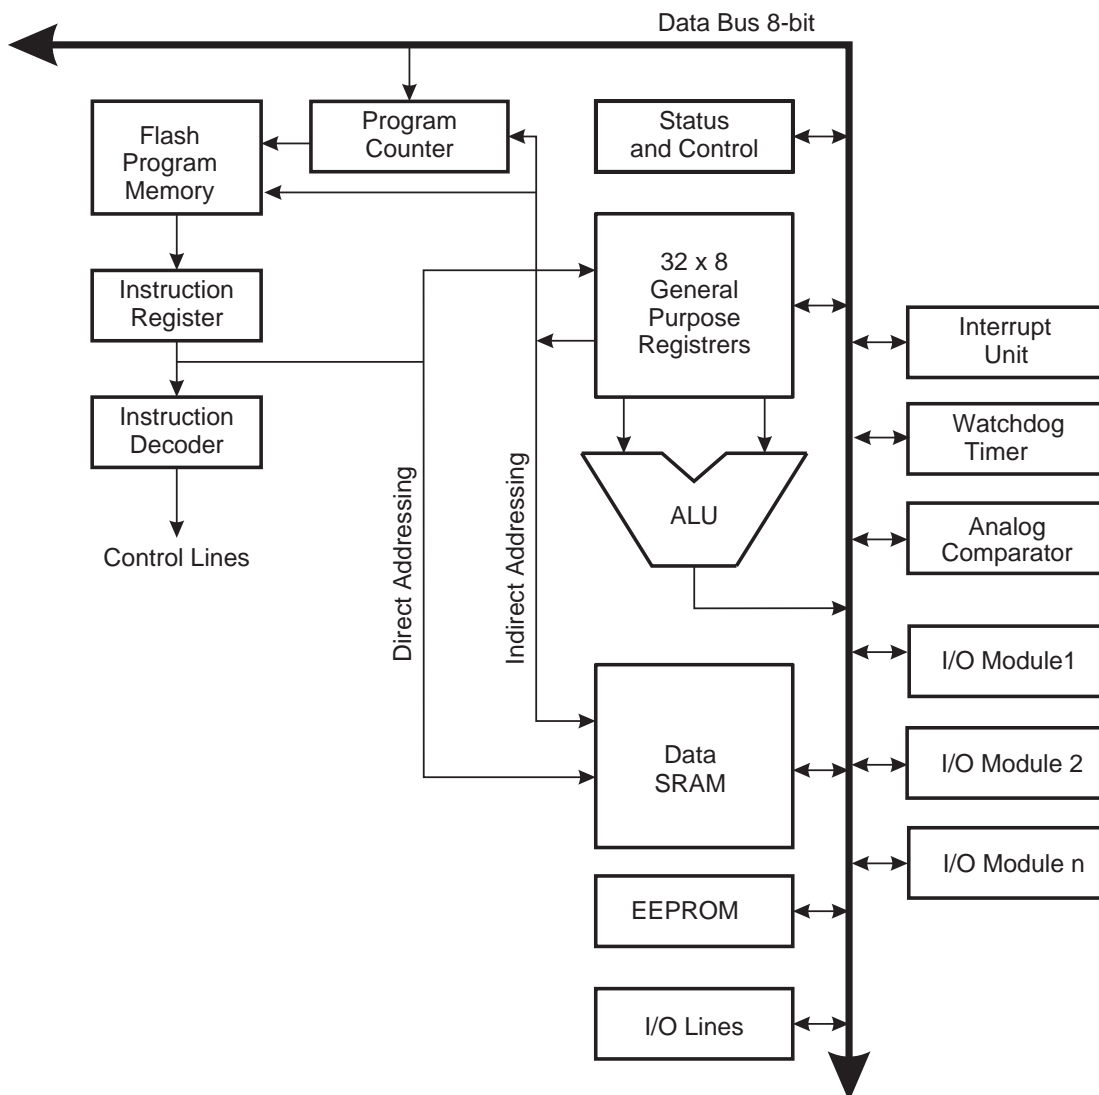 Data Bus 8-bit
Flash
Program
Memory
Program
Counter
Status
and Control
32 x 8
General
Purpose
Registrers
Instruction
Register
Instruction
Decoder
Control Lines
Direct Addressing
Indirect Addressing
ALU
Interrupt
Unit
Watchdog
Timer
Analog
Comparator
I/O Module1
Data
SRAM
I/O Module 2
I/O Module n
EEPROM
I/O Lines